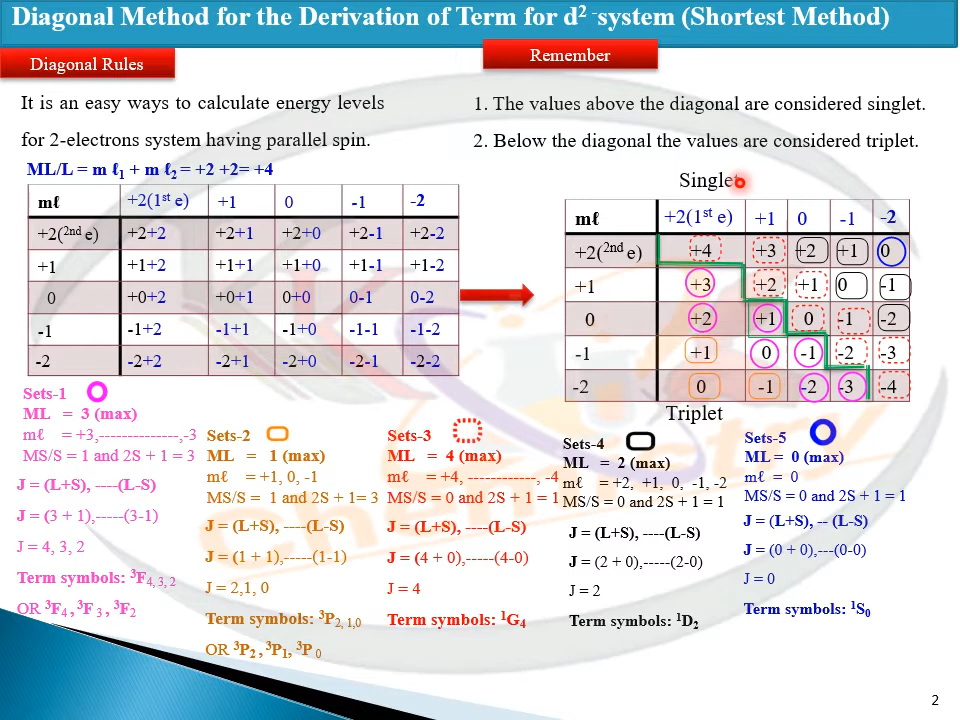 Diagonal Method for the Derivation of Term for d² -system (Shortest Method)
Diagonal Rules
It is an easy ways to calculate energy levels
for 2-electrons system having parallel spin.
ML/L = m ℓ₁ + m ℓ₂ = +2 +2= +4
mℓ +2(1st e) +1 0 -1 -2
+2(2nd e) +2+2 +2+1 +2+0 +2-1 +2-2
+1 +1+2 +1+1 +1+0 +1-1 +1-2
0 +0+2 +0+1 0+0 0-1 0-2
-1 -1+2 -1+1 -1+0 -1-1 -1-2
-2 -2+2 -2+1 -2+0 -2-1 -2-2
Remember
1. The values above the diagonal are considered singlet.
2. Below the diagonal the values are considered triplet.
Singlet
mℓ +2(1st e) +1 0 -1 -2
+2(2nd e) +4 +3 +2 +1 0
+1 +3 +2 +1 0 -1
0 +2 +1 0 -1 -2
-1 +1 0 -1 -2 -3
-2 0 -1 -2 -3 -4
Triplet
Sets-1
ML = 3 (max)
mℓ = +3,--------------,-3
MS/S = 1 and 2S + 1 = 3
J = (L+S), ----(L-S)
J = (3 + 1),-----(3-1)
J = 4, 3, 2
Term symbols: ³F₄, ₃, ₂
OR ³F₄ , ³F ₃ , ³F₂
Sets-2
ML = 1 (max)
mℓ = +1, 0, -1
MS/S = 1 and 2S + 1= 3
J = (L+S), ----(L-S)
J = (1 + 1),-----(1-1)
J = 2,1, 0
Term symbols: ³P₂, ₁,₀
OR ³P₂ , ³P₁, ³P ₀
Sets-3
ML = 4 (max)
mℓ = +4, ------------, -4
MS/S = 0 and 2S + 1 = 1
J = (L+S), ----(L-S)
J = (4 + 0),-----(4-0)
J = 4
Term symbols: ¹G₄
Sets-4
ML = 2 (max)
mℓ = +2, +1, 0, -1, -2
MS/S = 0 and 2S + 1 = 1
J = (L+S), ----(L-S)
J = (2 + 0),-----(2-0)
J = 2
Term symbols: ¹D₂
Sets-5
ML = 0 (max)
mℓ = 0
MS/S = 0 and 2S + 1 = 1
J = (L+S), -- (L-S)
J = (0 + 0),---(0-0)
J = 0
Term symbols: ¹S₀
Chemistry
2